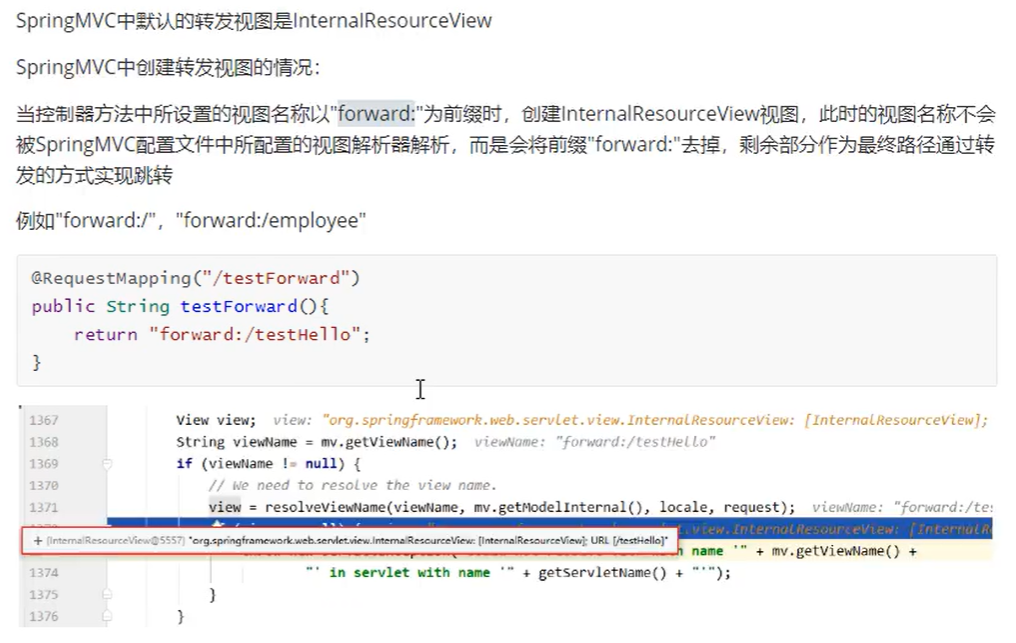 SpringMVC中默认的转发视图是InternalResourceView
SpringMVC中创建转发视图的情况：
当控制器方法中所设置的视图名称以"forward:"为前缀时，创建InternalResourceView视图，此时的视图名称不会
被SpringMVC配置文件中所配置的视图解析器解析，而是会将前缀"forward:"去掉，剩余部分作为最终路径通过转
发的方式实现跳转
例如"forward:/"，"forward:/employee"
@RequestMapping("/testForward")
public String testForward(){
return "forward:/testHello";
}
1367 View view; view: "org.springframework.web.servlet.view.InternalResourceView: [InternalResourceView];
1368 String viewName = mv.getViewName(); viewName: "forward:/testHello"
1369 if (viewName != null) {
1370 // We need to resolve the view name.
1371 view = resolveViewName(viewName, mv.getModelInternal(), locale, request); viewName: "forward:/tes
.view.InternalResourceView: [InternalR
+ {InternalResourceView@5557} "org.springframework.web.servlet.view.InternalResourceView: [InternalResourceView]; URL [/testHello]"
name '" + mv.getViewName() +
1374 "' in servlet with name '" + getServletName() + "'");
1375 }
1376 }